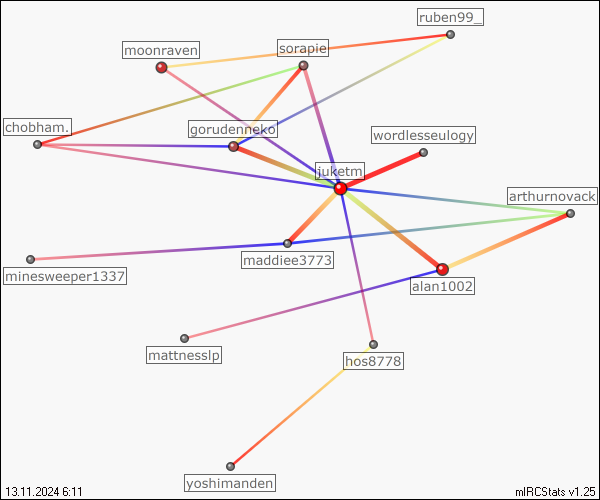 ruben99_
moonraven
sorapie
chobham.
gorudenneko
wordlesseulogy
juketm
arthurnovack
maddiee3773
minesweeper1337
alan1002
mattnesslp
hos8778
yoshimanden
13.11.2024 6:11
mIRCStats v1.25